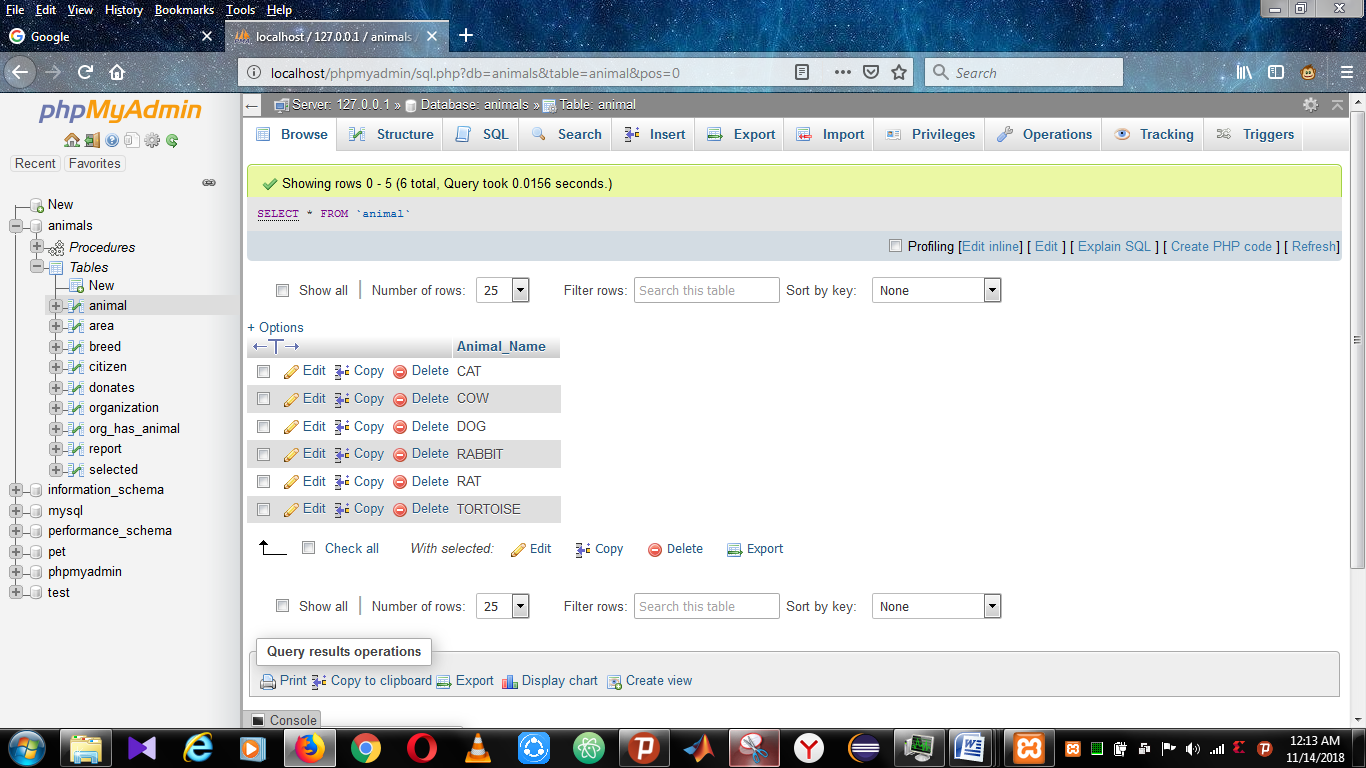 File Edit View History Bookmarks Tools Help
Google
localhost / 127.0.0.1 / animals /
localhost/phpmyadmin/sql.php?db=animals&table=animal&pos=0
Search
phpMyAdmin
Recent Favorites
New
animals
Procedures
Tables
New
animal
area
breed
citizen
donates
organization
org_has_animal
report
selected
information_schema
mysql
performance_schema
pet
phpmyadmin
test
Server: 127.0.0.1 » Database: animals » Table: animal
Browse Structure SQL Search Insert Export Import Privileges Operations Tracking Triggers
Showing rows 0 - 5 (6 total, Query took 0.0156 seconds.)
SELECT * FROM `animal`
Profiling [Edit inline] [ Edit ] [ Explain SQL ] [ Create PHP code ] [ Refresh]
Show all Number of rows: 25 Filter rows: Search this table Sort by key: None
+ Options
Animal_Name
Edit Copy Delete CAT
Edit Copy Delete COW
Edit Copy Delete DOG
Edit Copy Delete RABBIT
Edit Copy Delete RAT
Edit Copy Delete TORTOISE
Check all With selected: Edit Copy Delete Export
Show all Number of rows: 25 Filter rows: Search this table Sort by key: None
Query results operations
Print Copy to clipboard Export Display chart Create view
Console
12:13 AM
11/14/2018